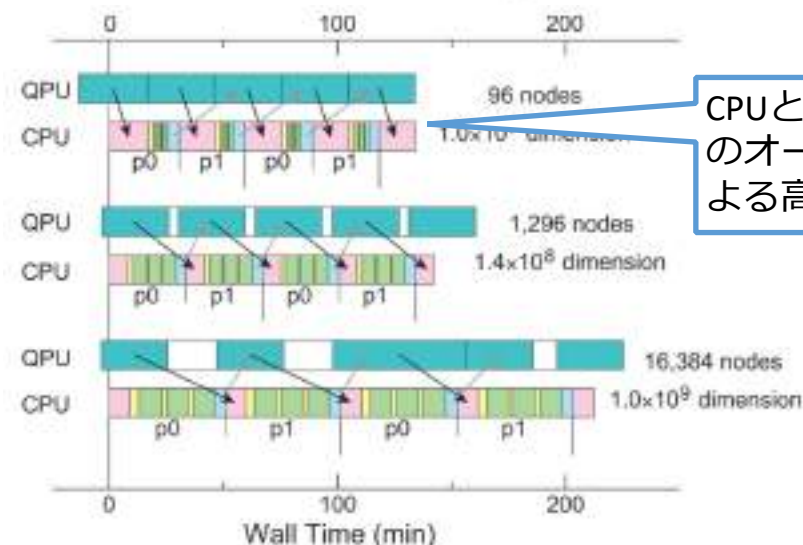 0 100 200
QPU
CPU
96 nodes
p0 p1 p0 p1
CPUと
のオー
よる高
QPU
CPU
1,296 nodes
1.4×10⁸ dimension
p0 p1 p0 p1
QPU
CPU
16,384 nodes
1.0×10⁹ dimension
p0 p1 p0 p1
0 100 200
Wall Time (min)